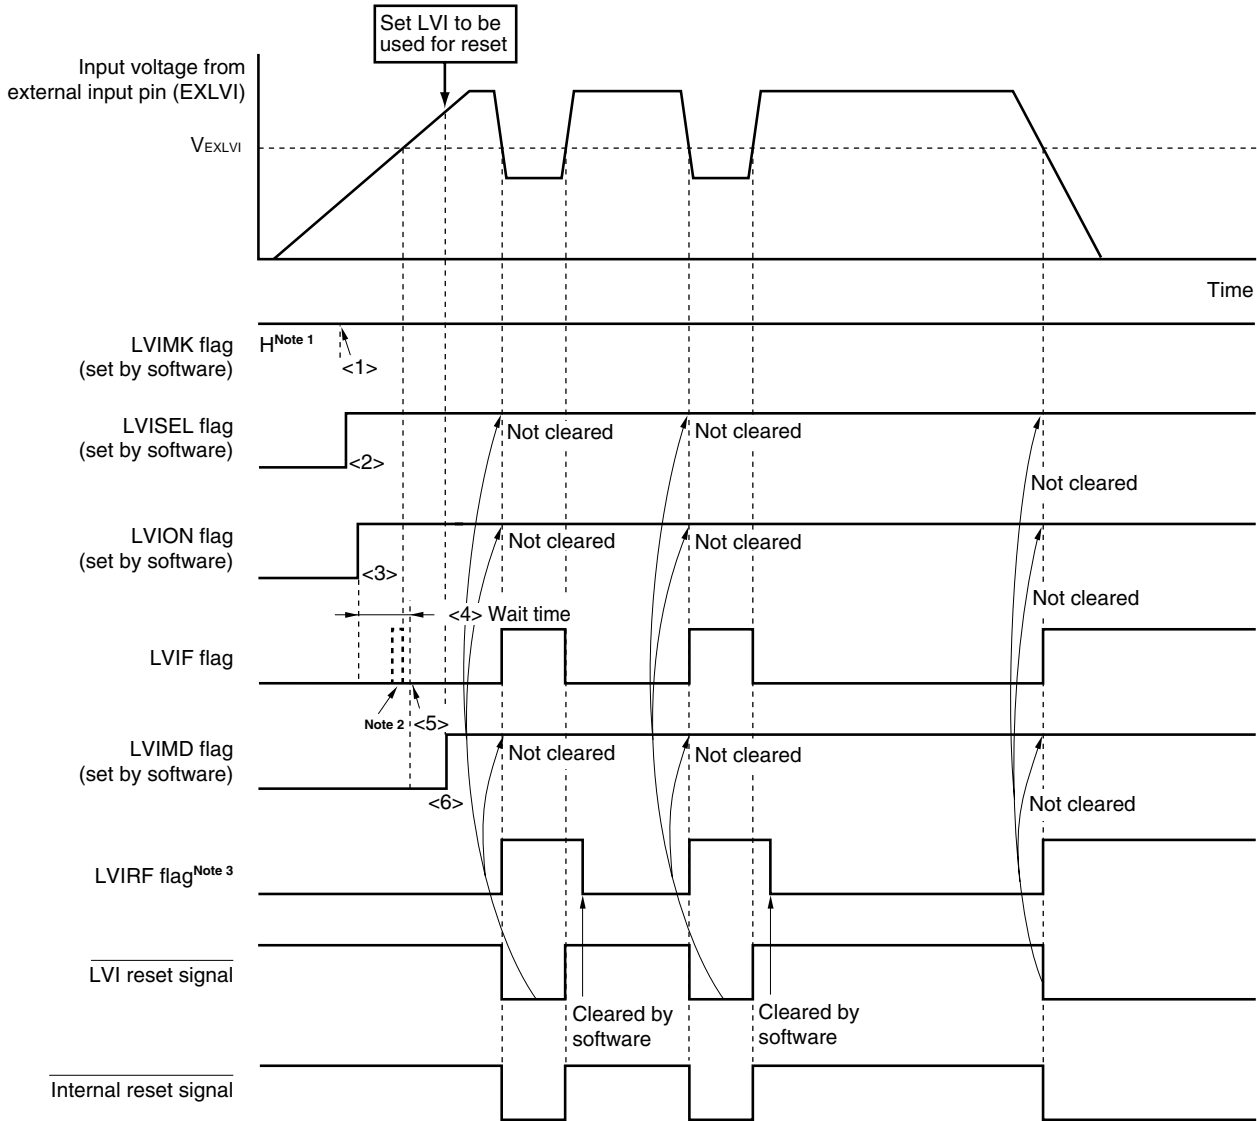 Set LVI to be
used for reset
Input voltage from
external input pin (EXLVI)
VEXLVI
Time
LVIMK flag
(set by software)
HNote 1
<1>
LVISEL flag
(set by software)
<2>
Not cleared
Not cleared
Not cleared
LVION flag
(set by software)
<3>
Not cleared
Not cleared
Not cleared
<4> Wait time
LVIF flag
Note 2
<5>
LVIMD flag
(set by software)
<6>
Not cleared
Not cleared
Not cleared
LVIRF flagNote 3
LVI reset signal
Cleared by
software
Cleared by
software
Internal reset signal